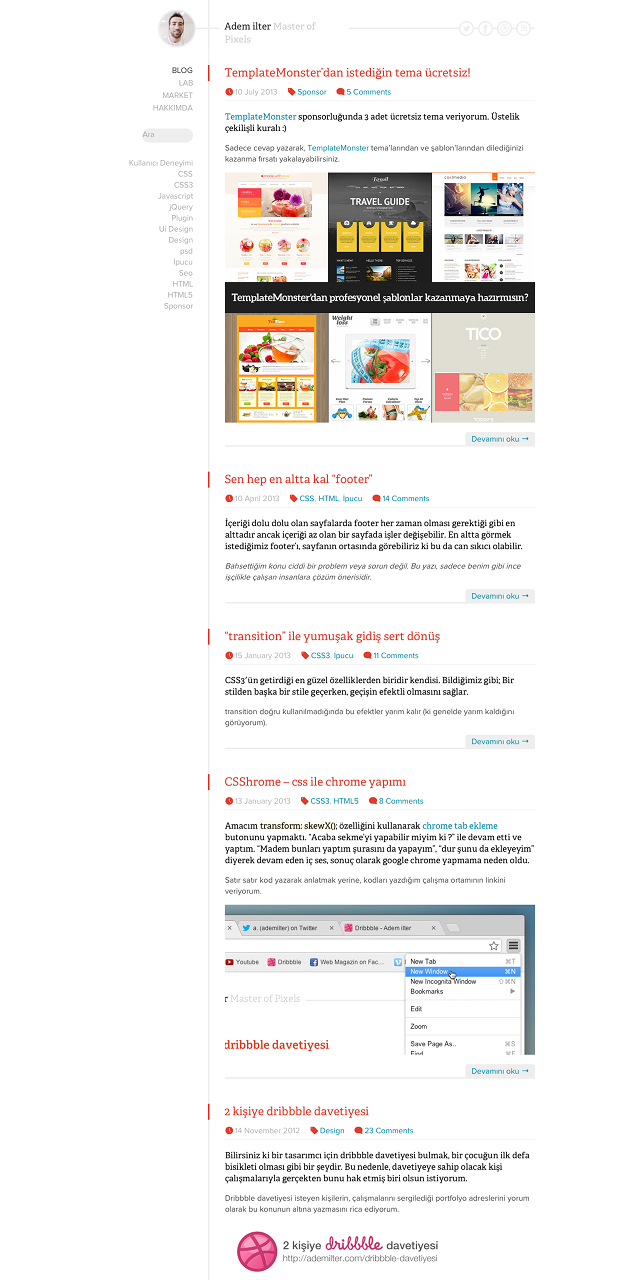 Adem ilter Master of
Pixels
BLOG
LAB
MARKET
HAKKIMDA
Ara
Kullanıcı Deneyimi
CSS
CSS3
Javascript
jQuery
Plugin
Ui Design
Design
psd
İpucu
Seo
HTML
HTML5
Sponsor
TemplateMonster'dan istediğin tema ücretsiz!
10 July 2013 Sponsor 5 Comments
TemplateMonster sponsorluğunda 3 adet ücretsiz tema veriyorum. Üstelik
çekilişli kuralı :)
Sadece cevap yazarak, TemplateMonster tema'larından ve şablon'larından dilediğinizi
kazanma fırsatı yakalayabilirsiniz.
TRAVEL GUIDE
TemplateMonster'dan profesyonel şablonlar kazanmaya hazırmısın?
Weight
loss
TICO
Devamını oku →
Sen hep en altta kal "footer"
10 April 2013 CSS, HTML, İpucu 14 Comments
İçeriği dolu dolu olan sayfalarda footer her zaman olması gerektiği gibi en
alttadır ancak içeriği az olan bir sayfada işler değişebilir. En altta görmek
istediğimiz footer'ı, sayfanın ortasında görebiliriz ki bu da can sıkıcı olabilir.
Bahsettiğim konu ciddi bir problem veya sorun değil. Bu yazı, sadece benim gibi ince
işçilikle çalışan insanlara çözüm önerisidir.
Devamını oku →
"transition" ile yumuşak gidiş sert dönüş
15 January 2013 CSS3, İpucu 11 Comments
CSS3'ün getirdiği en güzel özelliklerden biridir kendisi. Bildiğimiz gibi; Bir
stilden başka bir stile geçerken, geçişin efektli olmasını sağlar.
transition doğru kullanılmadığında bu efektler yarım kalır (ki genelde yarım kaldığını
görüyorum).
Devamını oku →
CSShrome – css ile chrome yapımı
13 January 2013 CSS3, HTML5 8 Comments
Amacım transform: skewX(); özelliğini kullanarak chrome tab ekleme
butonunu yapmaktı. "Acaba sekme'yi yapabilir miyim ki ?" ile devam etti ve
yaptım. "Madem bunları yaptım şurasını da yapayım", "dur şunu da ekleyeyim"
diyerek devam eden iç ses, sonuç olarak google chrome yapmama neden oldu.
Satır satır kod yazarak anlatmak yerine, kodları yazdığım çalışma ortamının linkini
veriyorum.
a. (ademilter) on Twitter × Dribbble - Adem ilter ×
Youtube Dribbble Web Magazin on Fac...
New Tab ⌘T
New Window ⌘N
New Incognita Window ⇧⌘N
Bookmarks ▶
Edit
Zoom
Save Page As.. ⌘S
Find ⌘F
r Master of Pixels
dribbble davetiyesi
Devamını oku →
2 kişiye dribbble davetiyesi
14 November 2012 Design 23 Comments
Bilirsiniz ki bir tasarımcı için dribbble davetiyesi bulmak, bir çocuğun ilk defa
bisikleti olması gibi bir şeydir. Bu nedenle, davetiyeye sahip olacak kişi
çalışmalarıyla gerçekten bunu hak etmiş biri olsun istiyorum.
Dribbble davetiyesi isteyen kişilerin, çalışmalarını sergilediği portfolyo adreslerini yorum
olarak bu konunun altına yazmasını rica ediyorum.
2 kişiye dribbble davetiyesi
http://ademilter.com/dribbble-davetiyesi